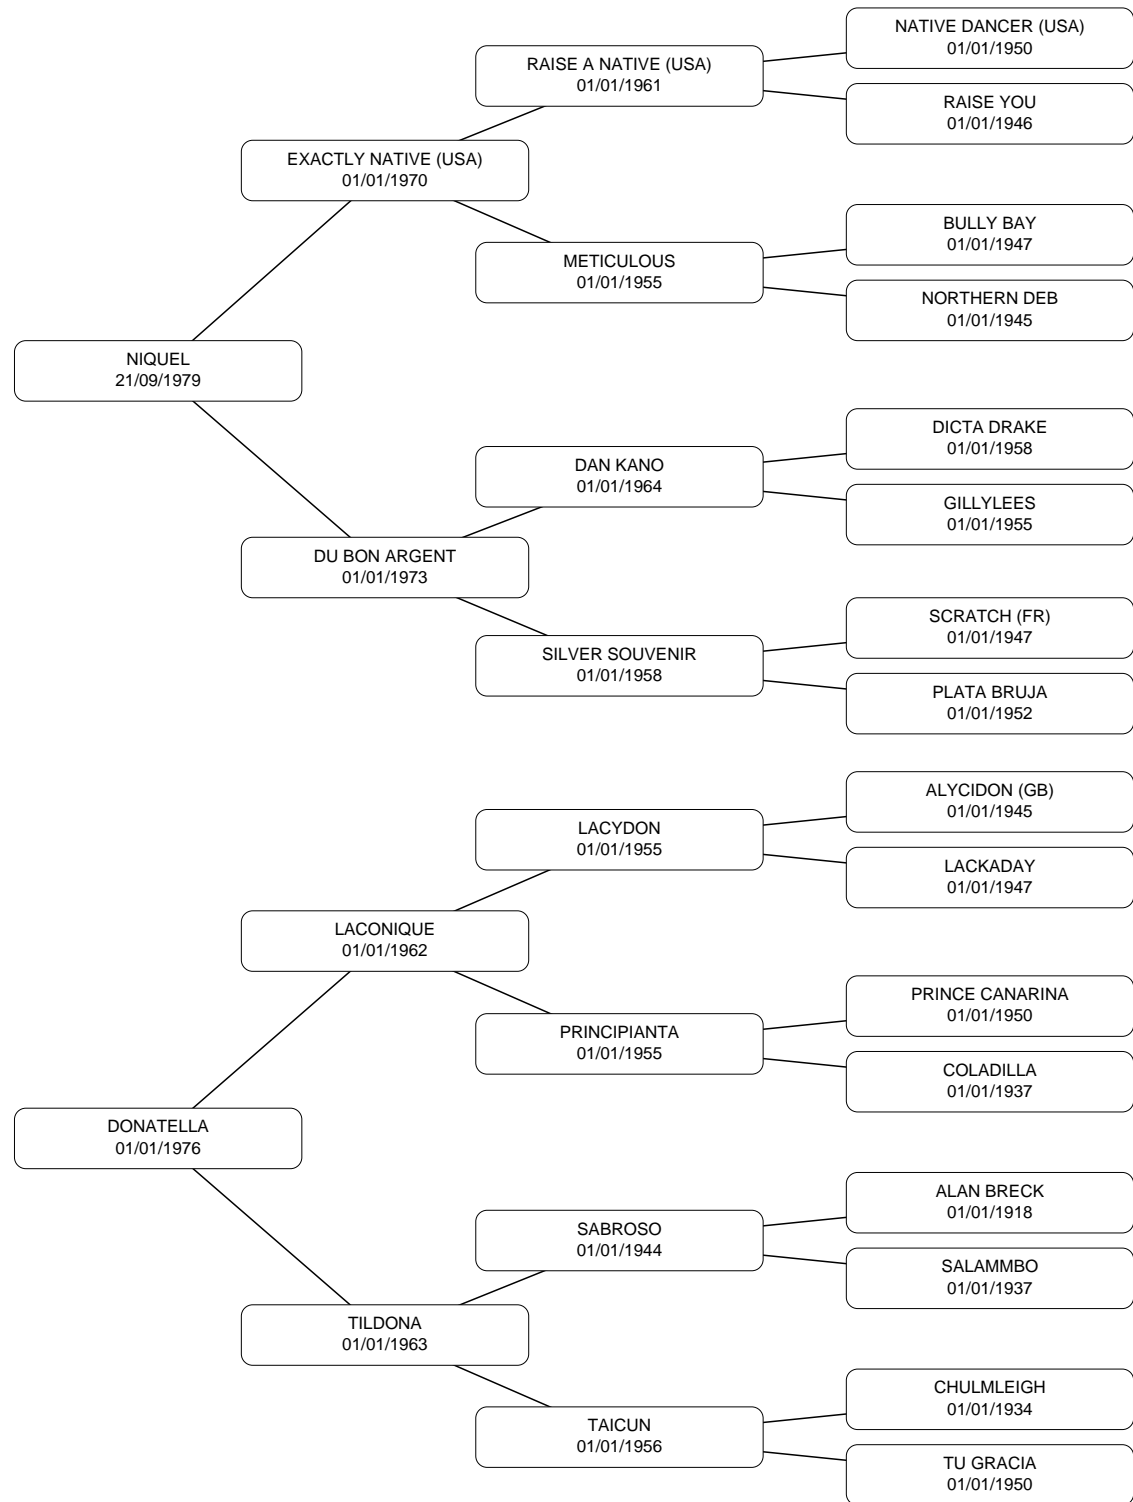 NATIVE DANCER (USA)
01/01/1950
RAISE A NATIVE (USA)
01/01/1961
RAISE YOU
01/01/1946
EXACTLY NATIVE (USA)
01/01/1970
BULLY BAY
01/01/1947
METICULOUS
01/01/1955
NORTHERN DEB
01/01/1945
NIQUEL
21/09/1979
DICTA DRAKE
01/01/1958
DAN KANO
01/01/1964
GILLYLEES
01/01/1955
DU BON ARGENT
01/01/1973
SCRATCH (FR)
01/01/1947
SILVER SOUVENIR
01/01/1958
PLATA BRUJA
01/01/1952
ALYCIDON (GB)
01/01/1945
LACYDON
01/01/1955
LACKADAY
01/01/1947
LACONIQUE
01/01/1962
PRINCE CANARINA
01/01/1950
PRINCIPIANTA
01/01/1955
COLADILLA
01/01/1937
DONATELLA
01/01/1976
ALAN BRECK
01/01/1918
SABROSO
01/01/1944
SALAMMBO
01/01/1937
TILDONA
01/01/1963
CHULMLEIGH
01/01/1934
TAICUN
01/01/1956
TU GRACIA
01/01/1950